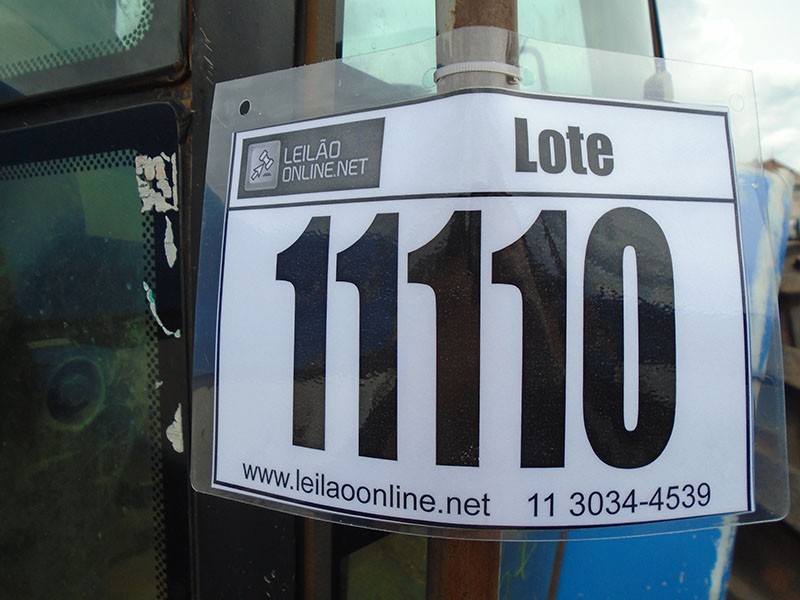 LEILÃO
ONLINE.NET
Lote
11110
www.leilaoonline.net 11 3034-4539